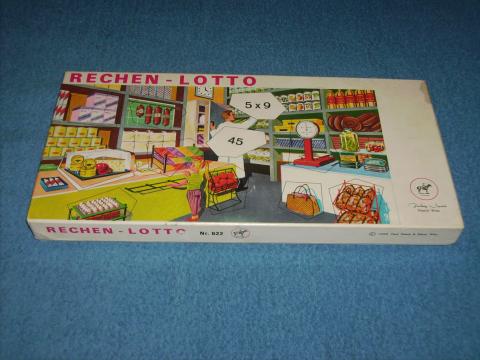 RECHEN - LOTTO
5 x 9
45
RECHEN - LOTTO Nr. 822